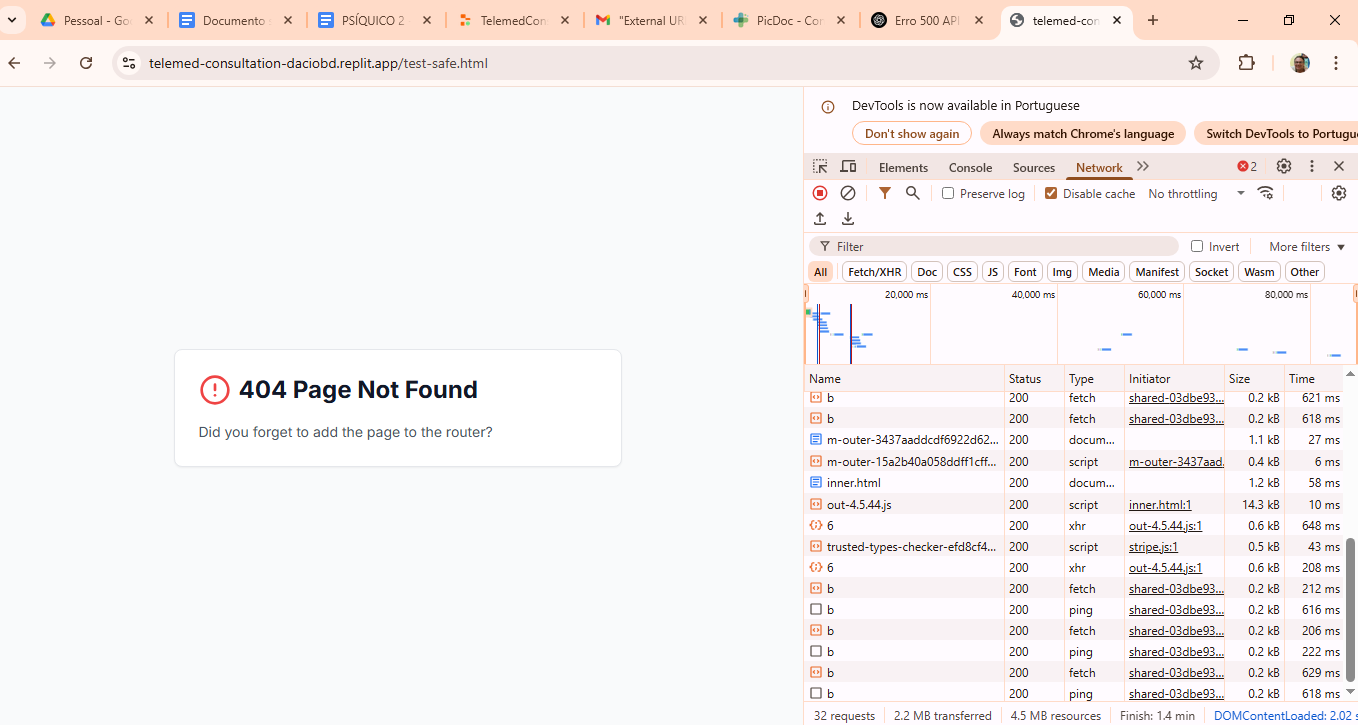 Pessoal - Go
Documento
PSÍQUICO 2 -
TelemedCons
"External UR
PicDoc - Con
Erro 500 API
telemed-con
telemed-consultation-daciobd.replit.app/test-safe.html
DevTools is now available in Portuguese
Don't show again
Always match Chrome's language
Switch DevTools to Portugu
Elements
Console
Sources
Network
2
Preserve log
Disable cache
No throttling
Filter
Invert
More filters
All
Fetch/XHR
Doc
CSS
JS
Font
Img
Media
Manifest
Socket
Wasm
Other
20,000 ms
40,000 ms
60,000 ms
80,000 ms
404 Page Not Found
Did you forget to add the page to the router?
Name Status Type Initiator Size Time
b 200 fetch shared-03dbe93... 0.2 kB 621 ms
b 200 fetch shared-03dbe93... 0.2 kB 618 ms
m-outer-3437aaddcdf6922d62... 200 docum... 1.1 kB 27 ms
m-outer-15a2b40a058ddff1cff... 200 script m-outer-3437aad. 0.4 kB 6 ms
inner.html 200 docum... 1.2 kB 58 ms
out-4.5.44.js 200 script inner.html:1 14.3 kB 10 ms
6 200 xhr out-4.5.44.js:1 0.6 kB 648 ms
trusted-types-checker-efd8cf4... 200 script stripe.js:1 0.5 kB 43 ms
6 200 xhr out-4.5.44.js:1 0.6 kB 208 ms
b 200 fetch shared-03dbe93... 0.2 kB 212 ms
b 200 ping shared-03dbe93... 0.2 kB 616 ms
b 200 fetch shared-03dbe93... 0.2 kB 206 ms
b 200 ping shared-03dbe93... 0.2 kB 222 ms
b 200 fetch shared-03dbe93... 0.2 kB 629 ms
b 200 ping shared-03dbe93... 0.2 kB 618 ms
32 requests
2.2 MB transferred
4.5 MB resources
Finish: 1.4 min
DOMContentLoaded: 2.02 s